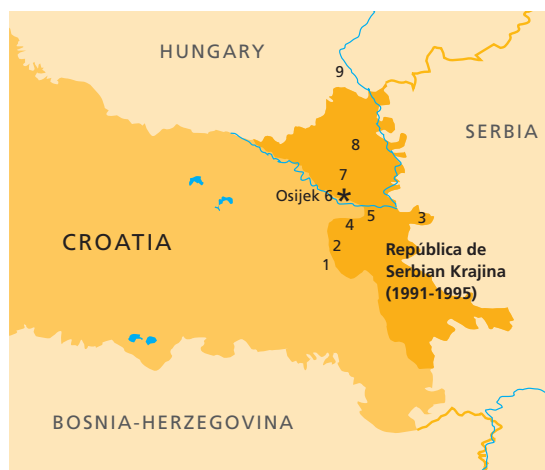 HUNGARY
9
SERBIA
8
7
Osijek 6 *
3
5
4
CROATIA
2
República de
Serbian Krajina
(1991-1995)
1
BOSNIA-HERZEGOVINA